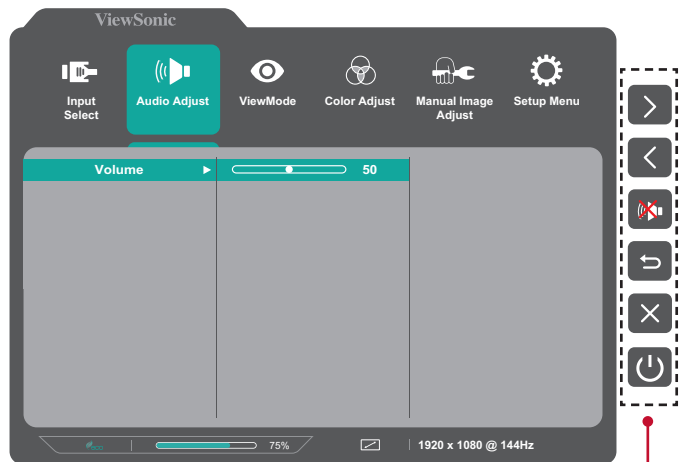 ViewSonic
Input
Select
Audio Adjust
ViewMode
Color Adjust
Manual Image
Adjust
Setup Menu
Volume
50
75%
1920 x 1080 @ 144Hz